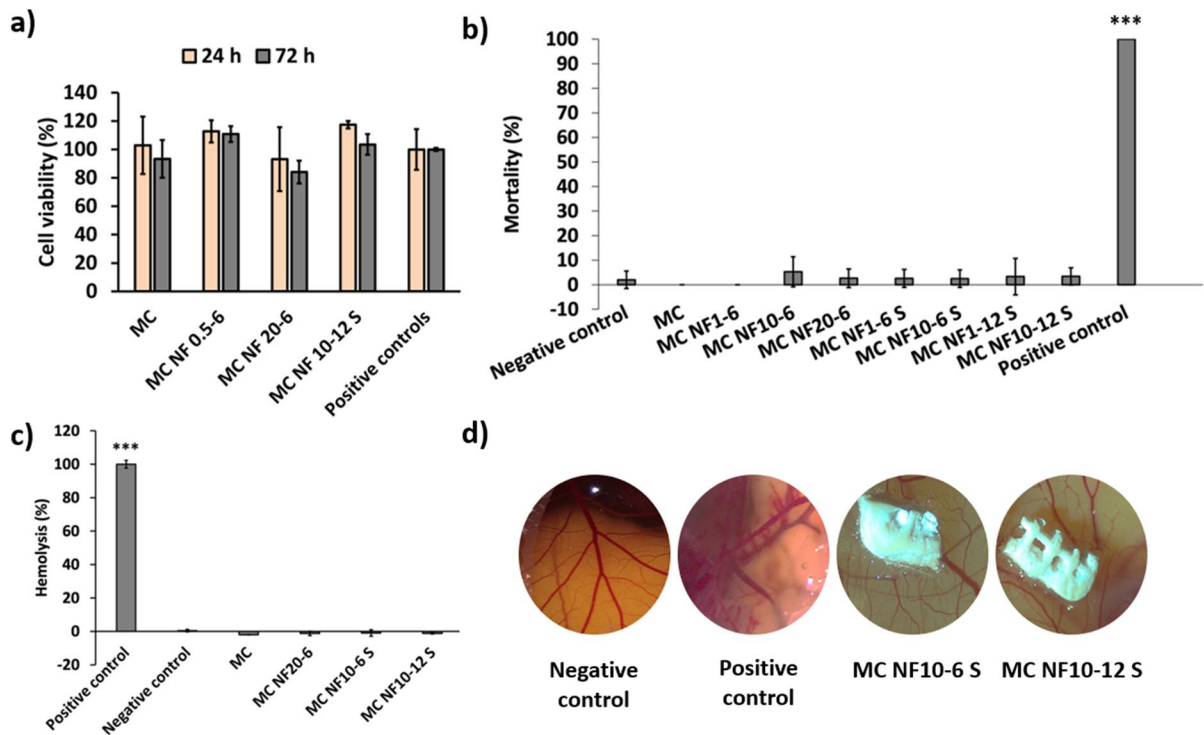 a)
24 h 72 h
Cell viability (%)
140
120
100
80
60
40
20
0
MC
MC NF 0.5-6
MC NF 20-6
MC NF 10-12 S
Positive controls
b)
***
Mortality (%)
100
90
80
70
60
50
40
30
20
10
0
-10
Negative control
MC
MC NF1-6
MC NF10-6
MC NF20-6
MC NF1-6 S
MC NF10-6 S
MC NF1-12 S
MC NF10-12 S
Positive control
c)
***
Hemolysis (%)
120
100
80
60
40
20
0
-20
Positive control
Negative control
MC
MC NF20-6
MC NF10-6 S
MC NF10-12 S
d)
Negative
control
Positive
control
MC NF10-6 S
MC NF10-12 S